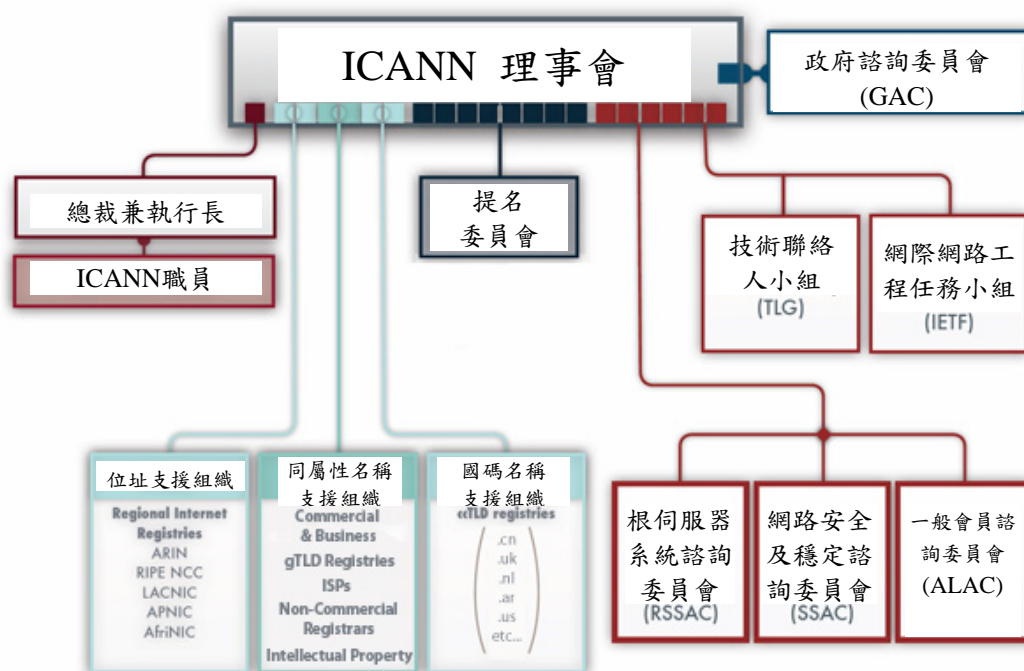 ICANN 理事會
政府諮詢委員會
(GAC)
總裁兼執行長
ICANN職員
提名
委員會
技術聯絡
人小組
(TLG)
網際網路工
程任務小組
(IETF)
位址支援組織
Regional Internet
Registries
ARIN
RIPE NCC
LACNIC
APNIC
AfriNIC
同屬性名稱
支援組織
Commercial
& Business
gTLD Registries
ISPs
Non-Commercial
Registrars
Intellectual Property
國碼名稱
支援組織
ccTLD registries
.cn
.uk
.nl
.ar
.us
etc...
根伺服器
系統諮詢
委員會
(RSSAC)
網路安全
及穩定諮
詢委員會
(SSAC)
一般會員諮
詢委員會
(ALAC)